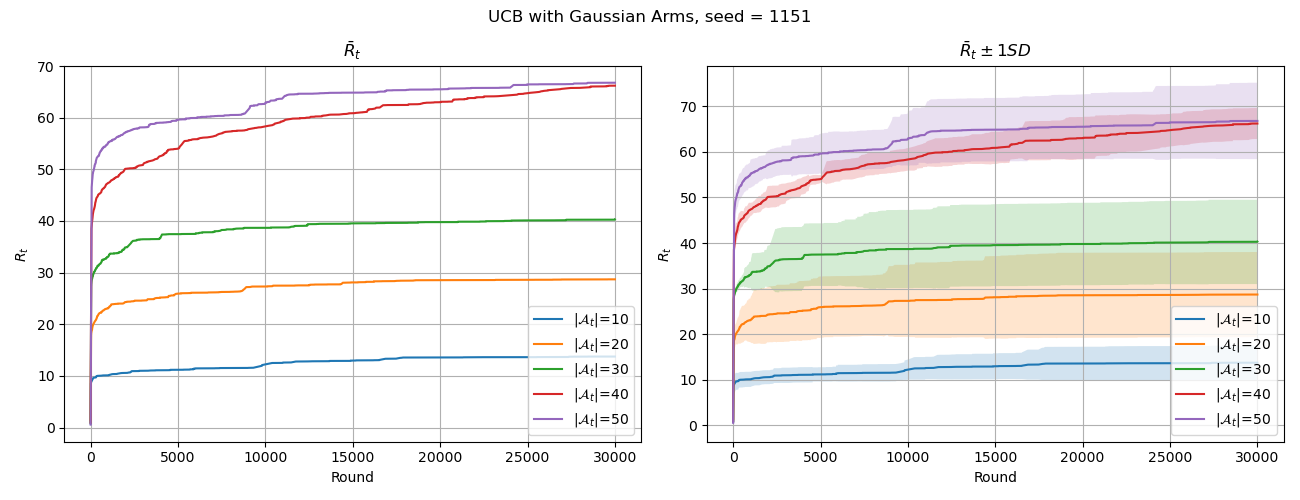 UCB with Gaussian Arms, seed = 1151
R̄ₜ
70
60
50
40
30
20
10
0
Rₜ
0 5000 10000 15000 20000 25000 30000
Round
|𝒜ₜ|=10
|𝒜ₜ|=20
|𝒜ₜ|=30
|𝒜ₜ|=40
|𝒜ₜ|=50
R̄ₜ ± 1SD
70
60
50
40
30
20
10
0
Rₜ
0 5000 10000 15000 20000 25000 30000
Round
|𝒜ₜ|=10
|𝒜ₜ|=20
|𝒜ₜ|=30
|𝒜ₜ|=40
|𝒜ₜ|=50